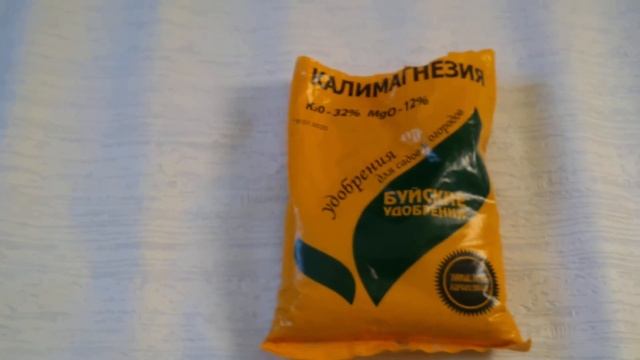 КАЛИМАГНЕЗИЯ
K₂O - 32% MgO - 12%
удобрения
для садов и огородов
БУЙСКИЕ
УДОБРЕНИЯ